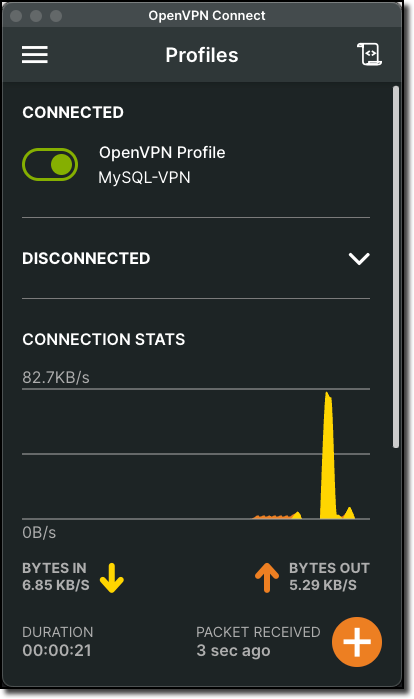 OpenVPN Connect
Profiles
CONNECTED
OpenVPN Profile
MySQL-VPN
DISCONNECTED
CONNECTION STATS
82.7KB/s
0B/s
BYTES IN
6.85 KB/S
BYTES OUT
5.29 KB/S
DURATION
00:00:21
PACKET RECEIVED
3 sec ago